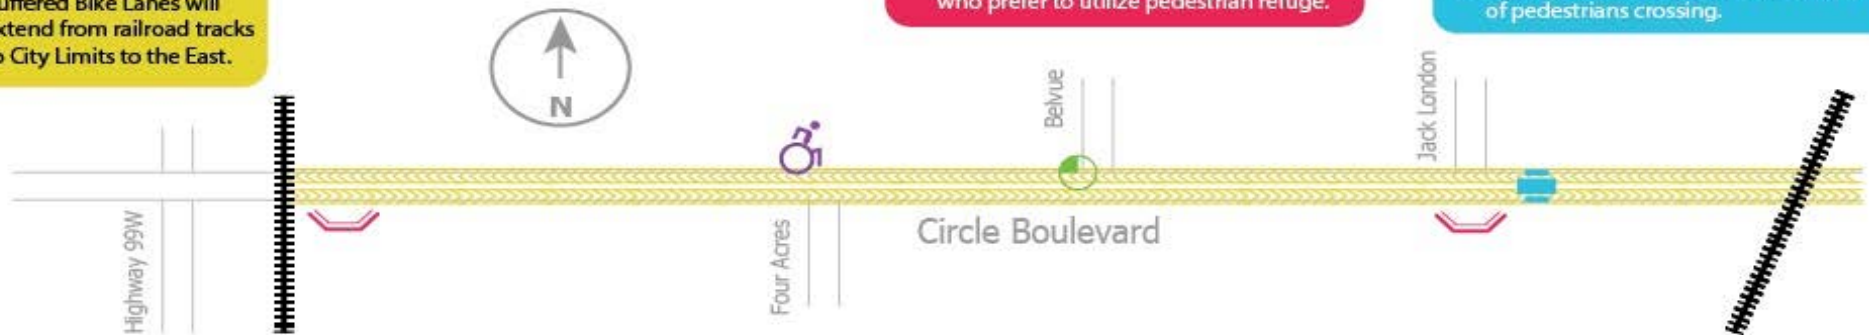 xtend from railroad tracks
City Limits to the East.
who prefer to utilize pedestrian refuge.
of pedestrians crossing.
N
Belvue
Jack London
Highway 99W
Four Acres
Circle Boulevard